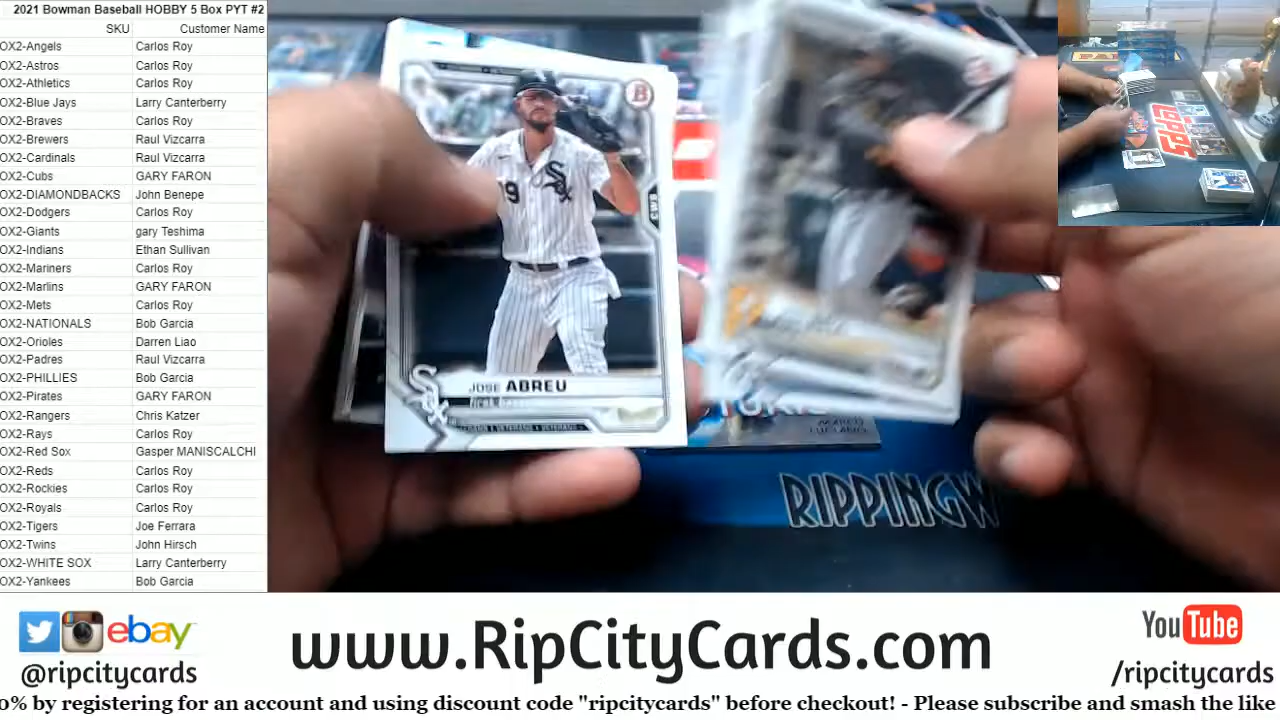 2021 Bowman Baseball HOBBY 5 Box PYT #2
SKU Customer Name
OX2-Angels Carlos Roy
OX2-Astros Carlos Roy
OX2-Athletics Carlos Roy
OX2-Blue Jays Larry Canterberry
OX2-Braves Carlos Roy
OX2-Brewers Raul Vizcarra
OX2-Cardinals Raul Vizcarra
OX2-Cubs GARY FARON
OX2-DIAMONDBACKS John Benepe
OX2-Dodgers Carlos Roy
OX2-Giants gary Teshima
OX2-Indians Ethan Sullivan
OX2-Mariners Carlos Roy
OX2-Marlins GARY FARON
OX2-Mets Carlos Roy
OX2-NATIONALS Bob Garcia
OX2-Orioles Darren Liao
OX2-Padres Raul Vizcarra
OX2-PHILLIES Bob Garcia
OX2-Pirates GARY FARON
OX2-Rangers Chris Katzer
OX2-Rays Carlos Roy
OX2-Red Sox Gasper MANISCALCHI
OX2-Reds Carlos Roy
OX2-Rockies Carlos Roy
OX2-Royals Carlos Roy
OX2-Tigers Joe Ferrara
OX2-Twins John Hirsch
OX2-WHITE SOX Larry Canterberry
OX2-Yankees Bob Garcia
B
SOX
CWS
JOSE ABREU
SOX
RIPPINGW
topps
ebay
@ripcitycards
www.RipCityCards.com
YouTube
/ripcitycards
0% by registering for an account and using discount code "ripcitycards" before checkout! - Please subscribe and smash the like